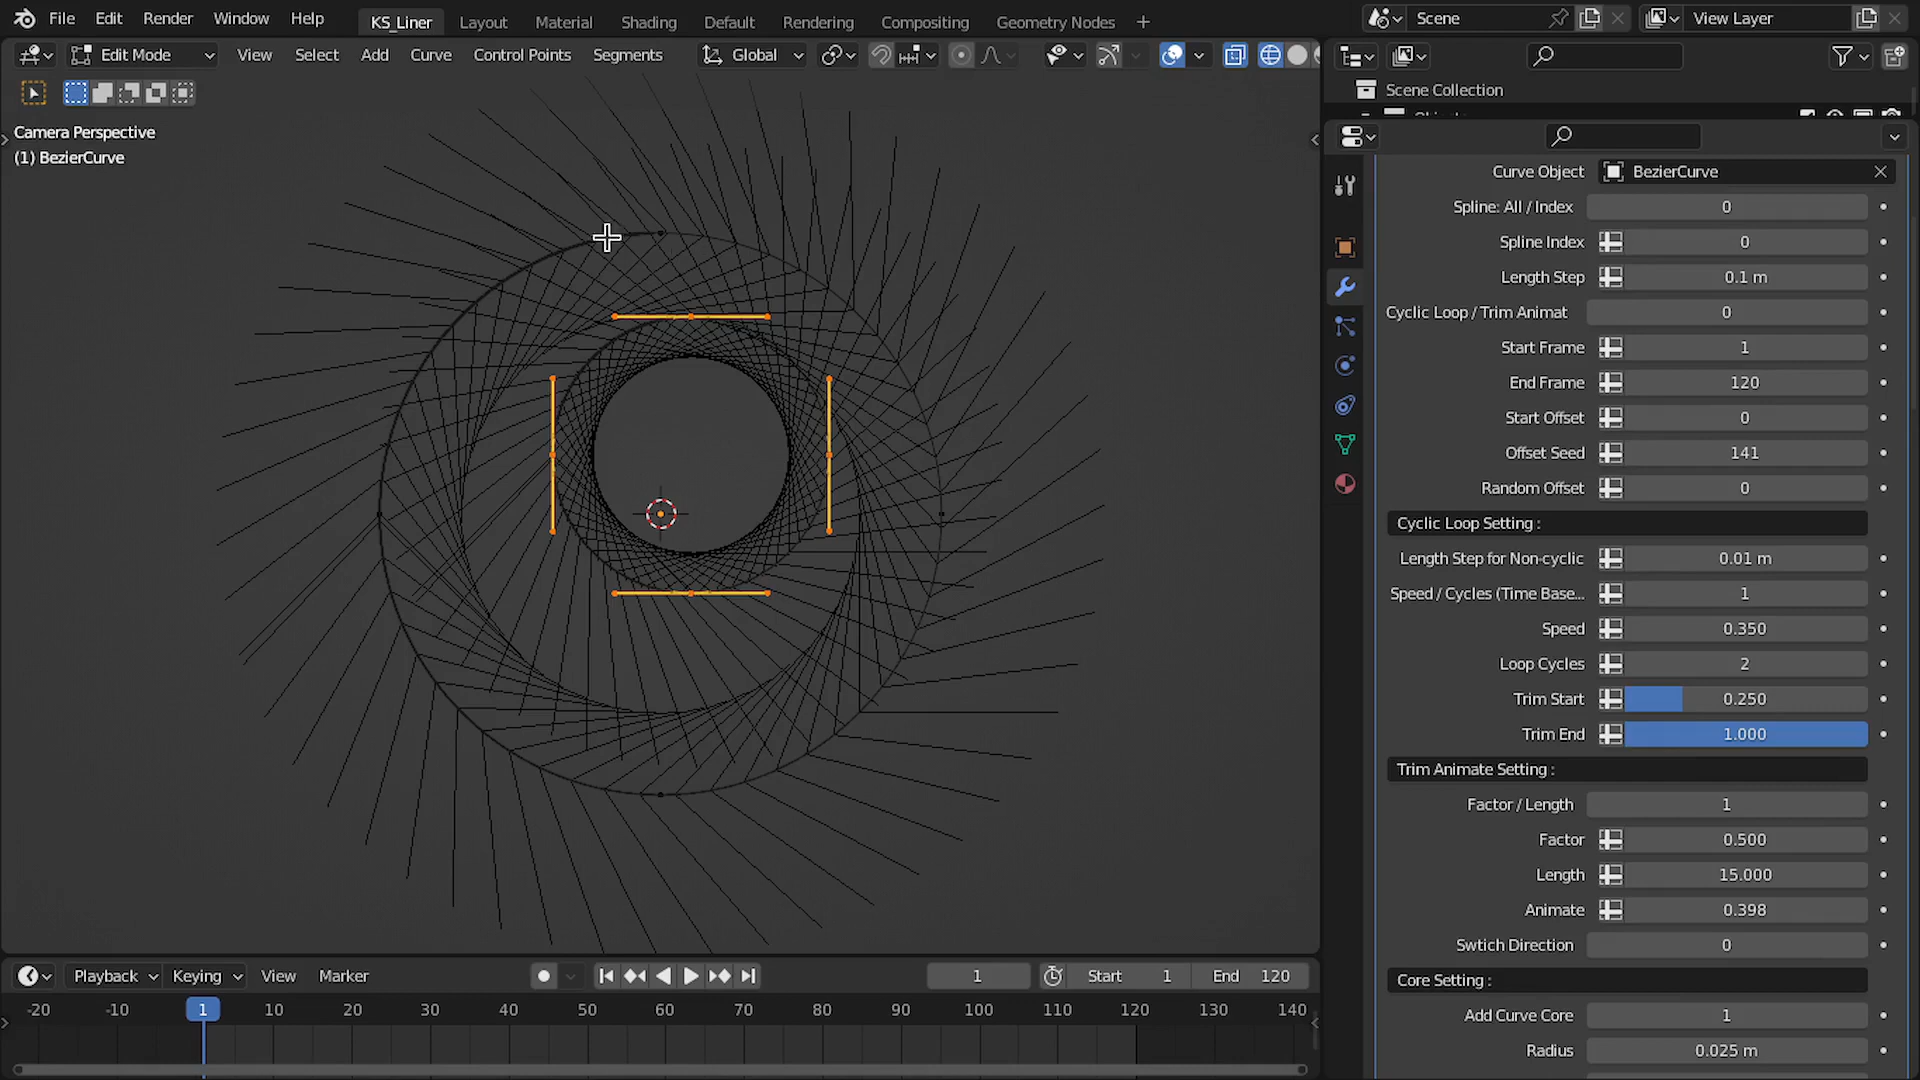 File Edit Render Window Help KS_Liner Layout Material Shading Default Rendering Compositing Geometry Nodes + Scene View Layer
Edit Mode View Select Add Curve Control Points Segments Global
Camera Perspective
(1) BezierCurve
Scene Collection
Curve Object BezierCurve
Spline: All / Index 0
Spline Index 0
Length Step 0.1 m
Cyclic Loop / Trim Animat 0
Start Frame 1
End Frame 120
Start Offset 0
Offset Seed 141
Random Offset 0
Cyclic Loop Setting :
Length Step for Non-cyclic 0.01 m
Speed / Cycles (Time Base... 1
Speed 0.350
Loop Cycles 2
Trim Start 0.250
Trim End 1.000
Trim Animate Setting :
Factor / Length 1
Factor 0.500
Length 15.000
Animate 0.398
Swtich Direction 0
Core Setting :
Add Curve Core 1
Radius 0.025 m
Playback Keying View Marker 1 Start 1 End 120
-20 -10 1 10 20 30 40 50 60 70 80 90 100 110 120 130 140